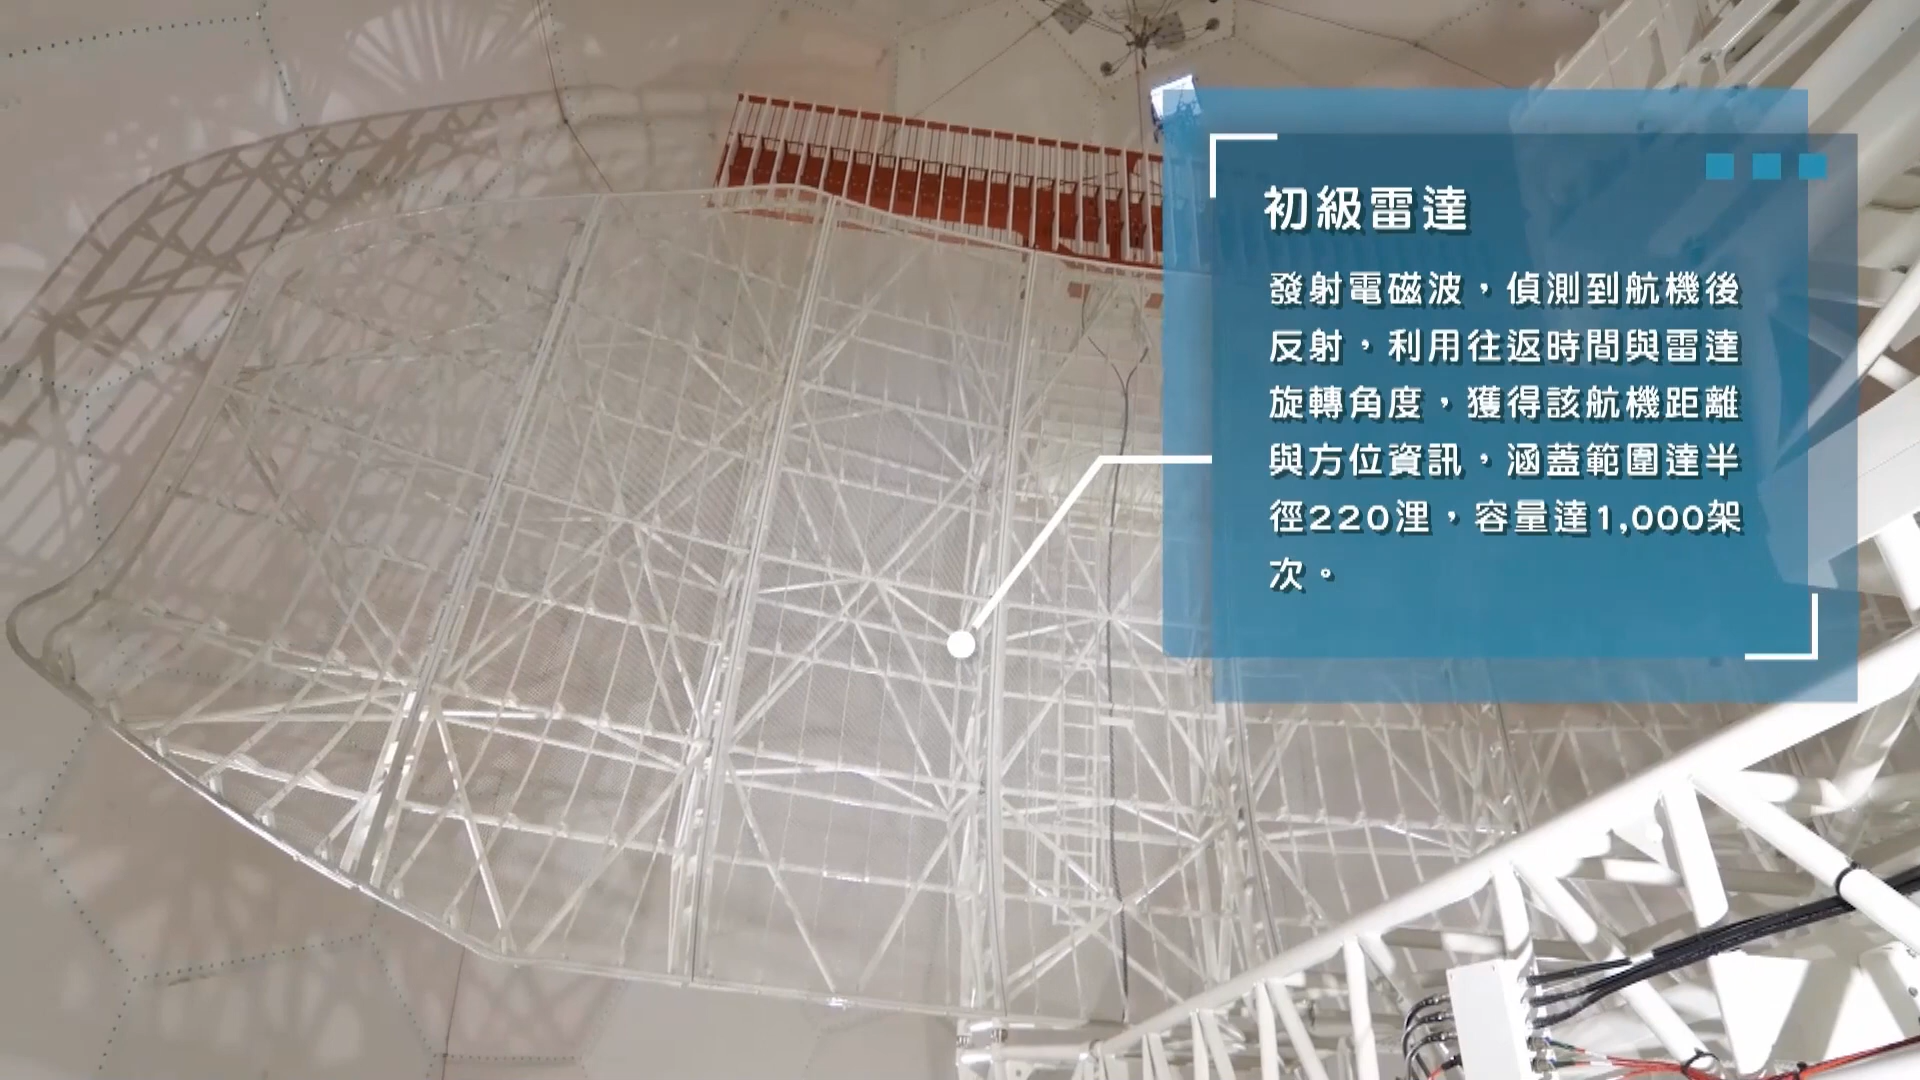 初級雷達
發射電磁波，偵測到航機後
反射，利用往返時間與雷達
旋轉角度，獲得該航機距離
與方位資訊，涵蓋範圍達半
徑220浬，容量達1,000架
次。